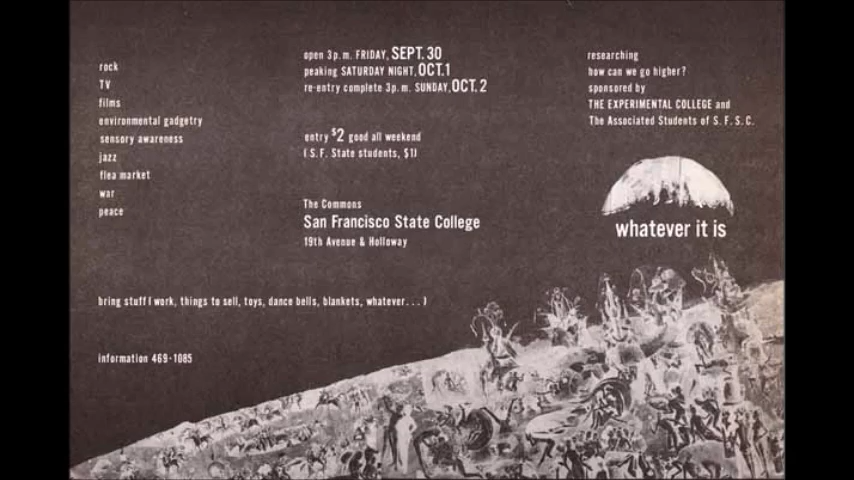 rock
TV
films
environmental gadgetry
sensory awareness
jazz
flea market
war
peace
open 3 p.m. FRIDAY, SEPT. 30
peaking SATURDAY NIGHT, OCT. 1
re-entry complete 3 p.m. SUNDAY, OCT. 2
entry $2 good all weekend
(S.F. State students, $1)
The Commons
San Francisco State College
19th Avenue & Holloway
researching
how can we go higher?
sponsored by
THE EXPERIMENTAL COLLEGE and
The Associated Students of S. F. S. C.
whatever it is
bring stuff (work, things to sell, toys, dance bells, blankets, whatever...)
information 469-1085